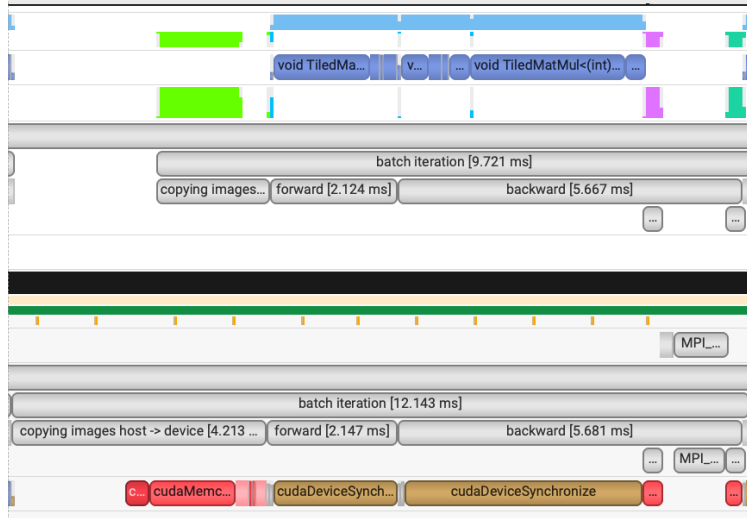 void TiledMa... v... ... void TiledMatMul<(int)... ...
batch iteration [9.721 ms]
copying images... forward [2.124 ms] backward [5.667 ms]
... ...
MPI_...
batch iteration [12.143 ms]
copying images host -> device [4.213 ... forward [2.147 ms] backward [5.681 ms]
... MPI_... ...
c... cudaMemc... cudaDeviceSynch... cudaDeviceSynchronize ... ...